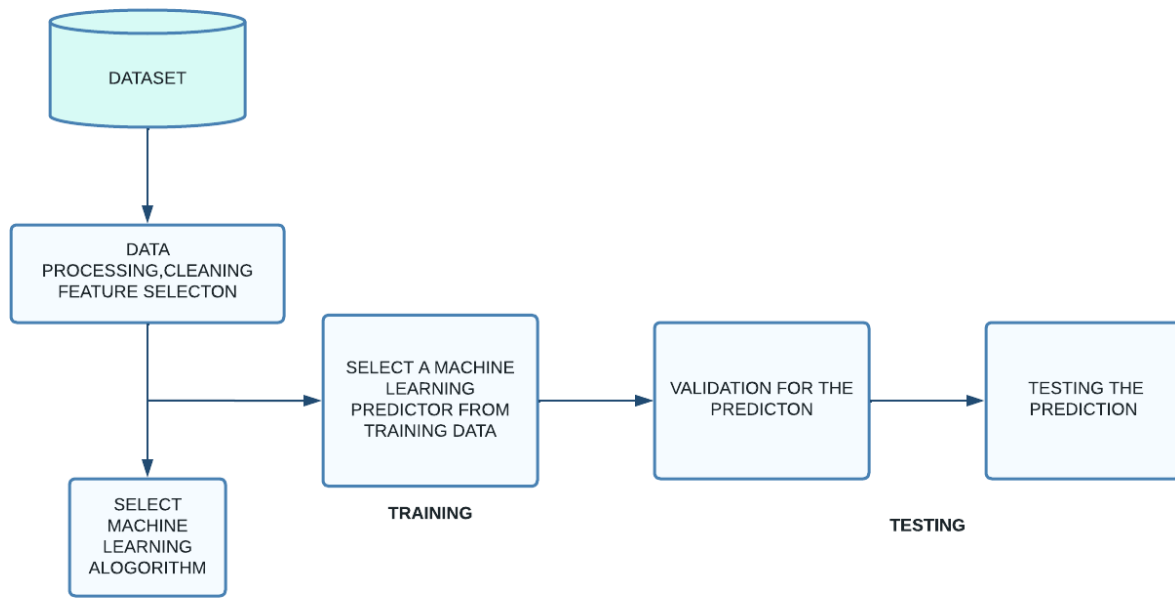 DATASET
DATA
PROCESSING,CLEANING
FEATURE SELECTON
SELECT A MACHINE
LEARNING
PREDICTOR FROM
TRAINING DATA
VALIDATION FOR THE
PREDICTON
TESTING THE
PREDICTION
SELECT
MACHINE
LEARNING
ALOGORITHM
TRAINING
TESTING